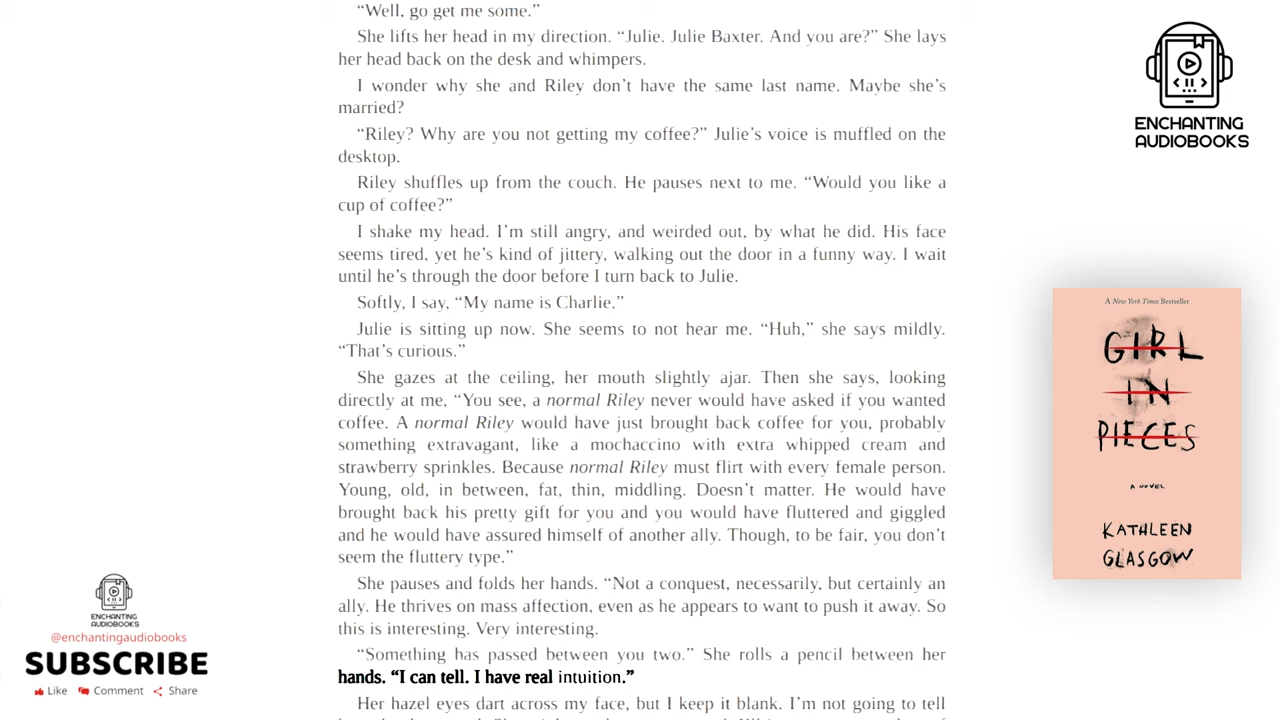 “Well, go get me some.”
She lifts her head in my direction. “Julie. Julie Baxter. And you are?” She lays
her head back on the desk and whimpers.
I wonder why she and Riley don’t have the same last name. Maybe she’s
married?
“Riley? Why are you not getting my coffee?” Julie’s voice is muffled on the
desktop.
Riley shuffles up from the couch. He pauses next to me. “Would you like a
cup of coffee?”
I shake my head. I’m still angry, and weirded out, by what he did. His face
seems tired, yet he’s kind of jittery, walking out the door in a funny way. I wait
until he’s through the door before I turn back to Julie.
Softly, I say, “My name is Charlie.”
Julie is sitting up now. She seems to not hear me. “Huh,” she says mildly.
“That’s curious.”
She gazes at the ceiling, her mouth slightly ajar. Then she says, looking
directly at me, “You see, a normal Riley never would have asked if you wanted
coffee. A normal Riley would have just brought back coffee for you, probably
something extravagant, like a mochaccino with extra whipped cream and
strawberry sprinkles. Because normal Riley must flirt with every female person.
Young, old, in between, fat, thin, middling. Doesn’t matter. He would have
brought back his pretty gift for you and you would have fluttered and giggled
and he would have assured himself of another ally. Though, to be fair, you don’t
seem the fluttery type.”
She pauses and folds her hands. “Not a conquest, necessarily, but certainly an
ally. He thrives on mass affection, even as he appears to want to push it away. So
this is interesting. Very interesting.
“Something has passed between you two.” She rolls a pencil between her
hands. “I can tell. I have real intuition.”
Her hazel eyes dart across my face, but I keep it blank. I’m not going to tell
ENCHANTING
AUDIOBOOKS
A New York Times Bestseller
GIRL
IN
PIECES
A NOVEL
KATHLEEN
GLASGOW
ENCHANTING
AUDIOBOOKS
@enchantingaudiobooks
SUBSCRIBE
Like Comment Share